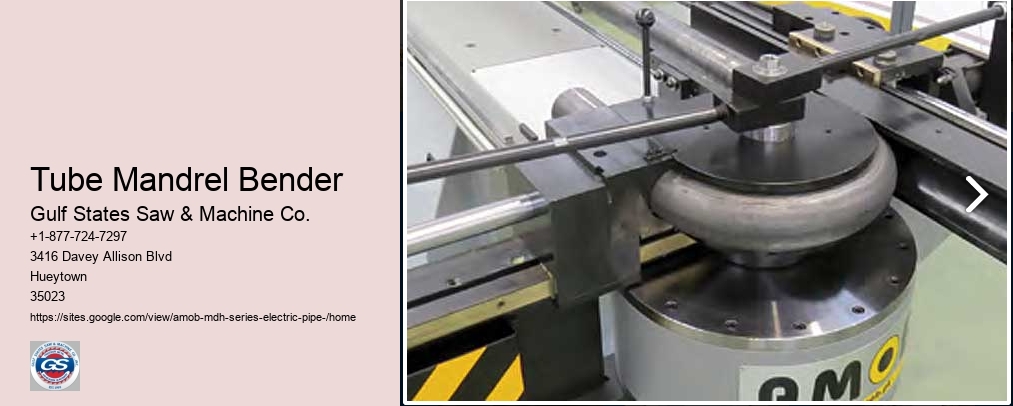 Tube Mandrel Bender
Gulf States Saw & Machine Co.
+1-877-724-7297
3416 Davey Allison Blvd
Hueytown
35023
https://sites.google.com/view/amob-mdh-series-electric-pipe-/home
GS
AMO